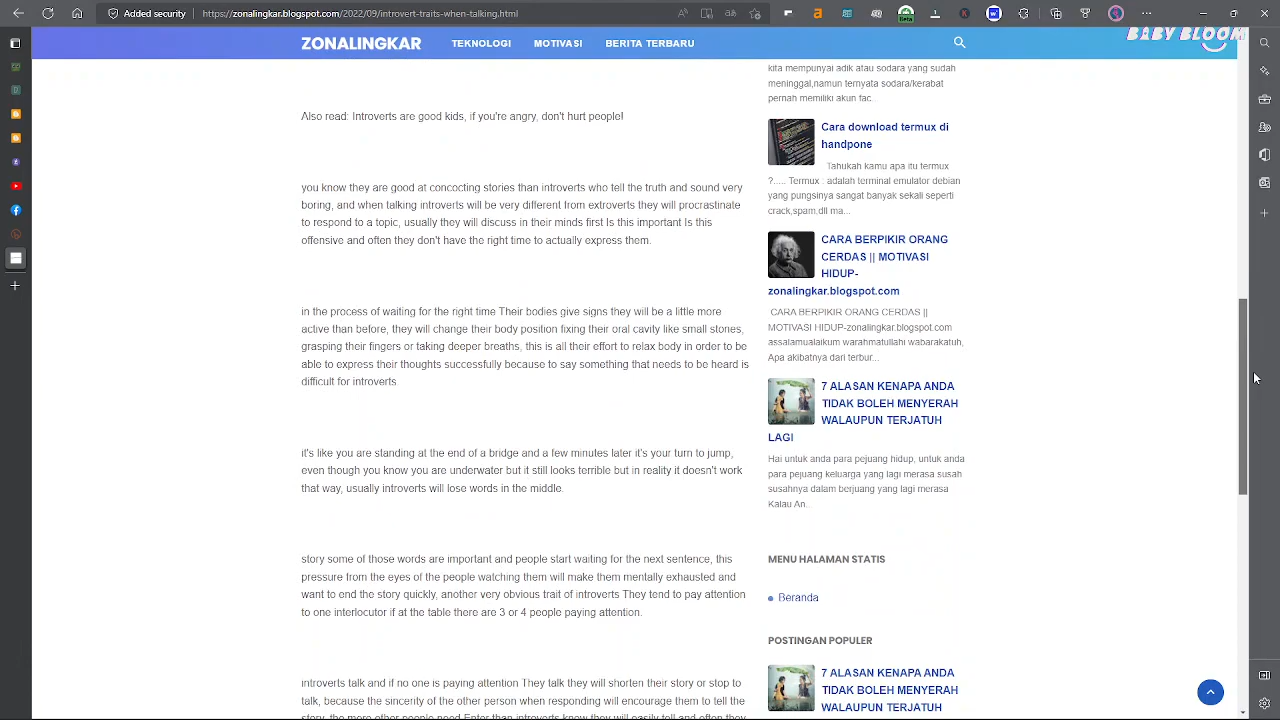 Added security
https://zonalingkar.blogspot.com/2022/09/introvert-traits-when-talking.html
Beta
BABY BLOOM
ZONALINGKAR
TEKNOLOGI
MOTIVASI
BERITA TERBARU
Also read: Introverts are good kids, if you're angry, don't hurt people!
you know they are good at concocting stories than introverts who tell the truth and sound very
boring, and when talking introverts will be very different from extroverts they will procrastinate
to respond to a topic, usually they will discuss in their minds first Is this important Is this
offensive and often they don't have the right time to actually express them.
in the process of waiting for the right time Their bodies give signs they will be a little more
active than before, they will change their body position fixing their oral cavity like small stones,
grasping their fingers or taking deeper breaths, this is all their effort to relax body in order to be
able to express their thoughts successfully because to say something that needs to be heard is
difficult for introverts
it's like you are standing at the end of a bridge and a few minutes later it's your turn to jump,
even though you know you are underwater but it still looks terrible but in reality it doesn't work
that way, usually introverts will lose words in the middle.
story some of those words are important and people start waiting for the next sentence, this
pressure from the eyes of the people watching them will make them mentally exhausted and
want to end the story quickly, another very obvious trait of introverts They tend to pay attention
to one interlocutor if at the table there are 3 or 4 people paying attention.
introverts talk and if no one is paying attention They talk they will shorten their story or stop to
talk, because the sincerity of the other person when responding will encourage them to tell the
story, the more other people need Enter than introverts know they will easily tell and often they
kita mempunyai adik atau sodara yang sudah
meninggal,namun ternyata sodara/kerabat
pernah memiliki akun fac...
Cara download termux di
handpone
Tahukah kamu apa itu termux
?..... Termux : adalah terminal emulator debian
yang pungsinya sangat banyak sekali seperti
crack,spam,dll ma...
CARA BERPIKIR ORANG
CERDAS || MOTIVASI
HIDUP-
zonalingkar.blogspot.com
CARA BERPIKIR ORANG CERDAS ||
MOTIVASI HIDUP-zonalingkar.blogspot.com
assalamualaikum warahmatullahi wabarakatuh,
Apa akibatnya dari terbur...
7 ALASAN KENAPA ANDA
TIDAK BOLEH MENYERAH
WALAUPUN TERJATUH
LAGI
Hai untuk anda para pejuang hidup, untuk anda
para pejuang keluarga yang lagi merasa susah
susahnya dalam berjuang yang lagi merasa
Kalau An...
MENU HALAMAN STATIS
Beranda
POSTINGAN POPULER
7 ALASAN KENAPA ANDA
TIDAK BOLEH MENYERAH
WALAUPUN TERJATUH